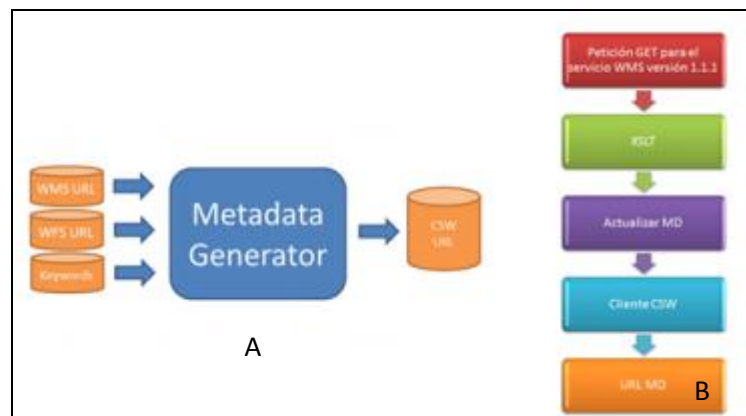 WMS URL
WFS URL
Keywords
Metadata
Generator
CSW
URL
A
Petición GET para el
servicio WMS versión 1.1.1
XSLT
Actualizar MD
Cliente CSW
URL MD
B